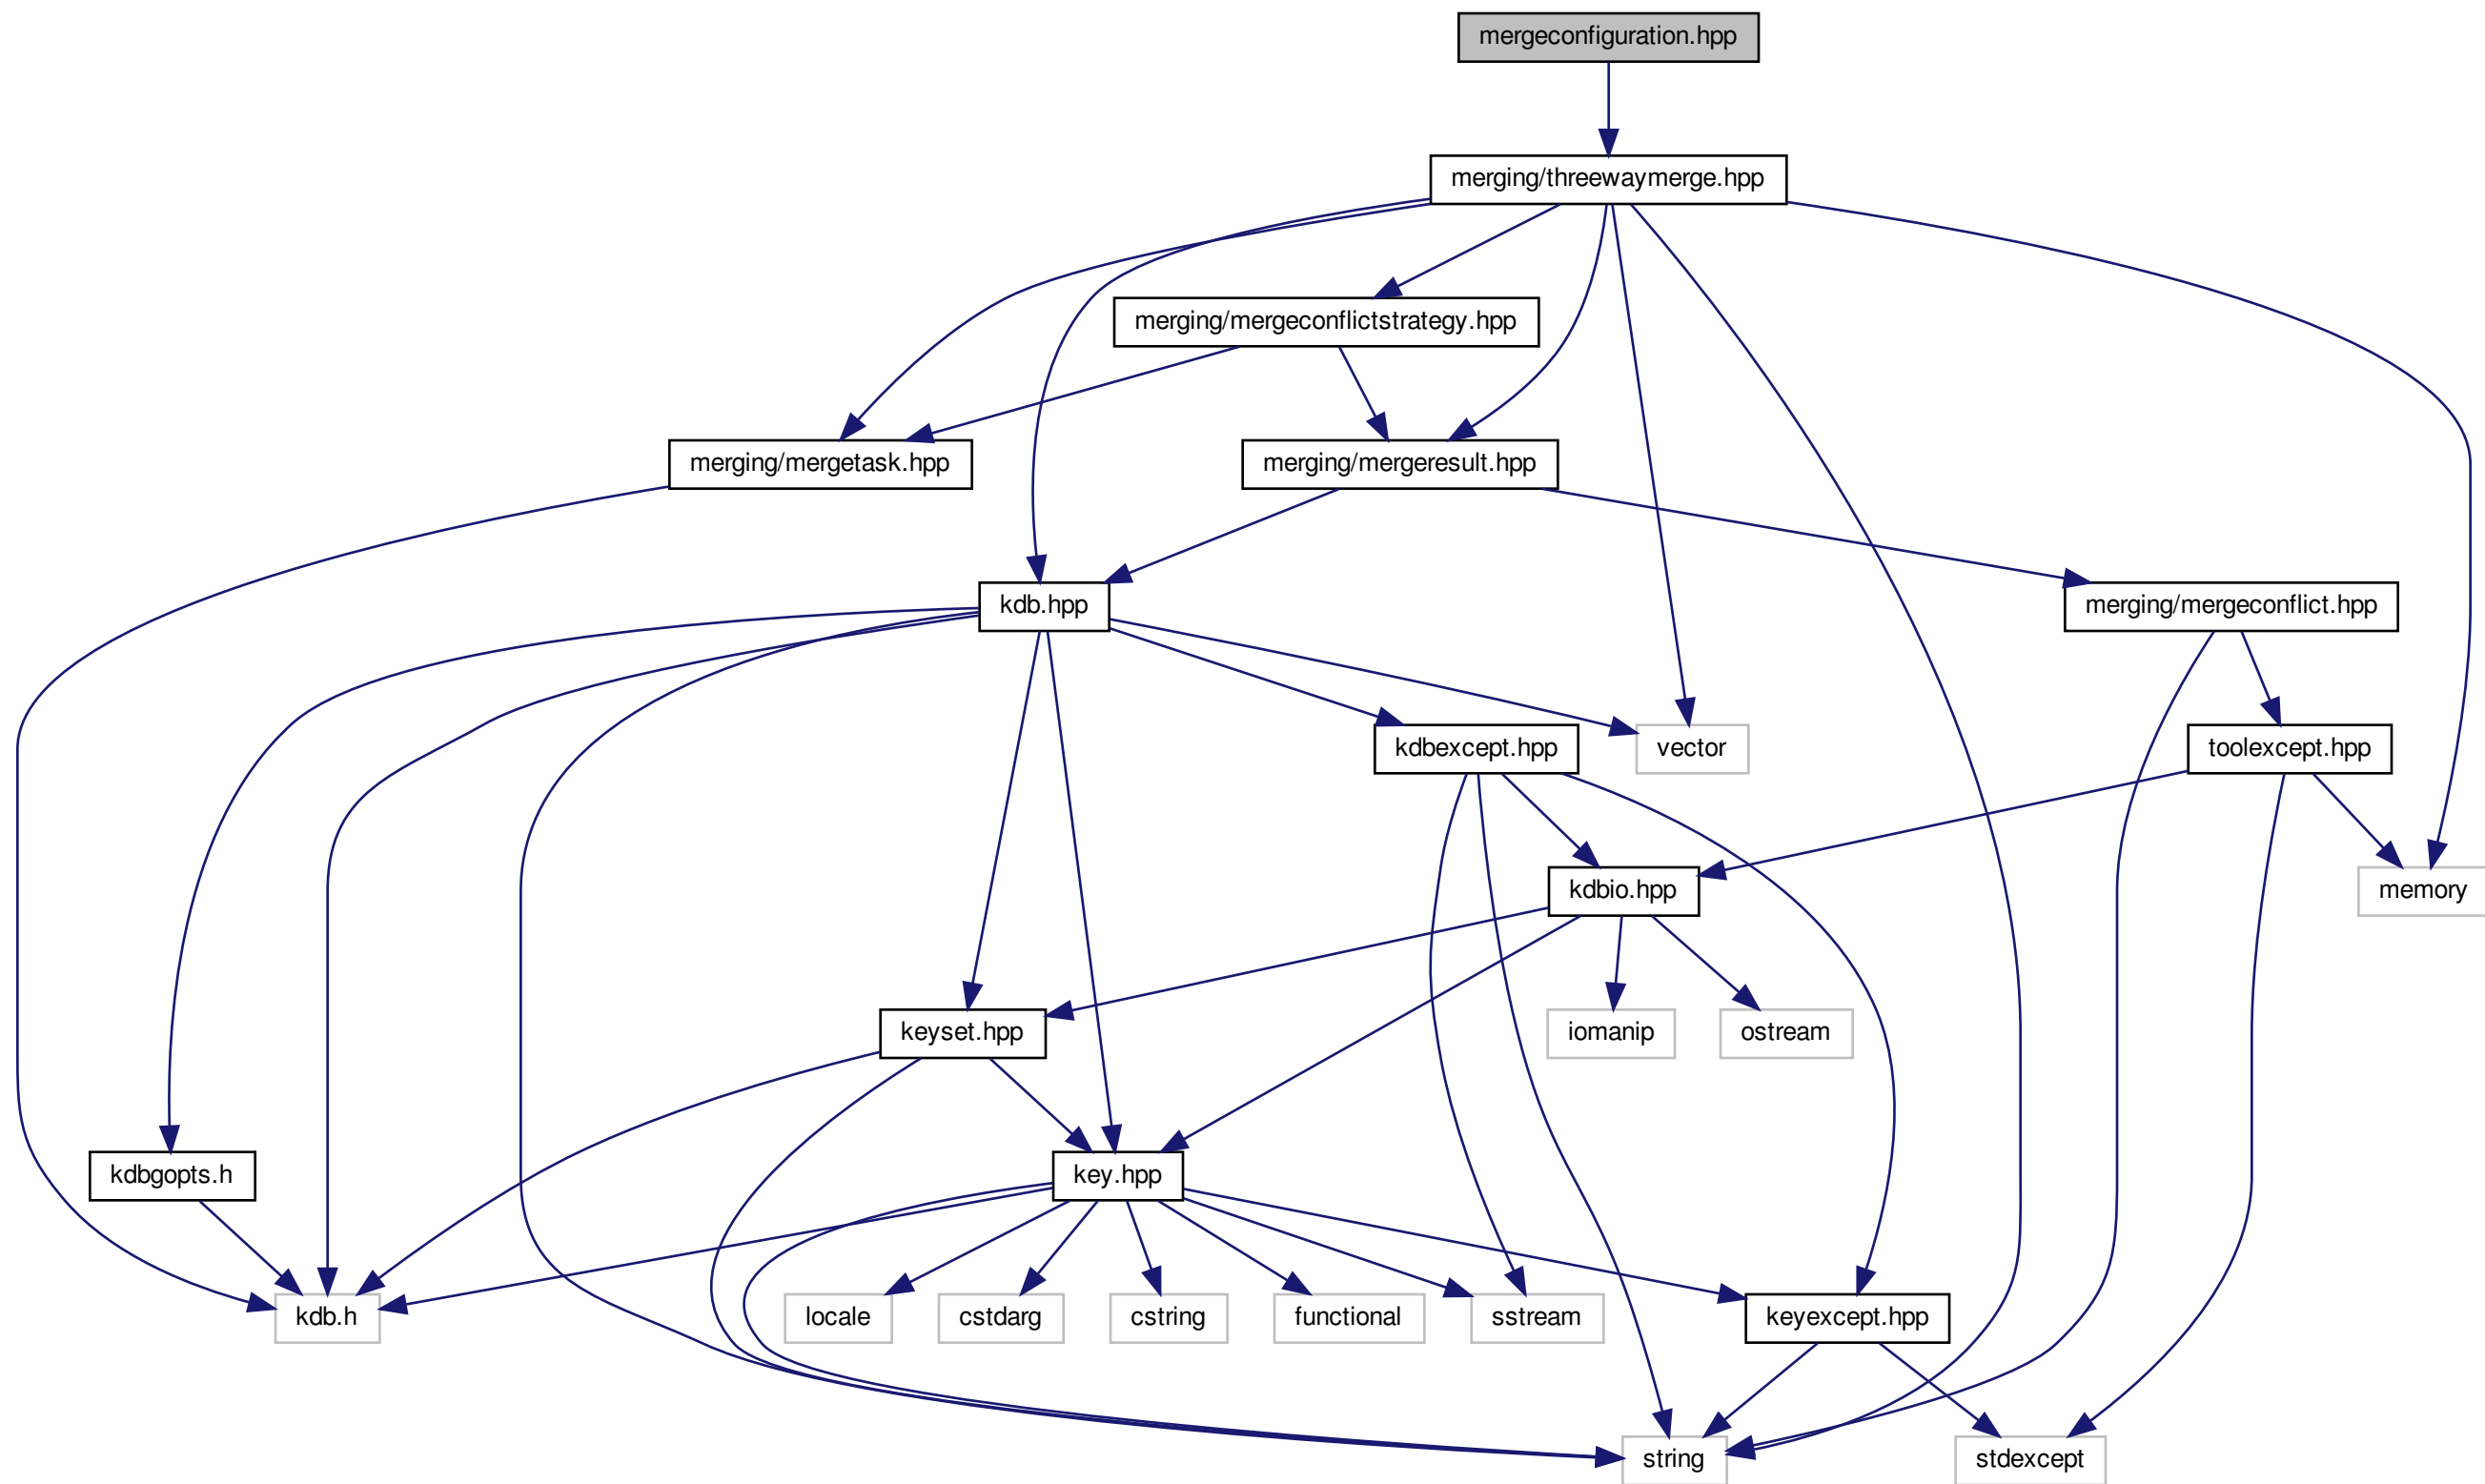 mergeconfiguration.hpp
merging/threewaymerge.hpp
merging/mergeconflictstrategy.hpp
merging/mergetask.hpp
merging/mergeresult.hpp
kdb.hpp
merging/mergeconflict.hpp
kdbexcept.hpp
vector
toolexcept.hpp
kdbio.hpp
memory
keyset.hpp
iomanip
ostream
kdbgopts.h
key.hpp
kdb.h
locale
cstdarg
cstring
functional
sstream
keyexcept.hpp
string
stdexcept